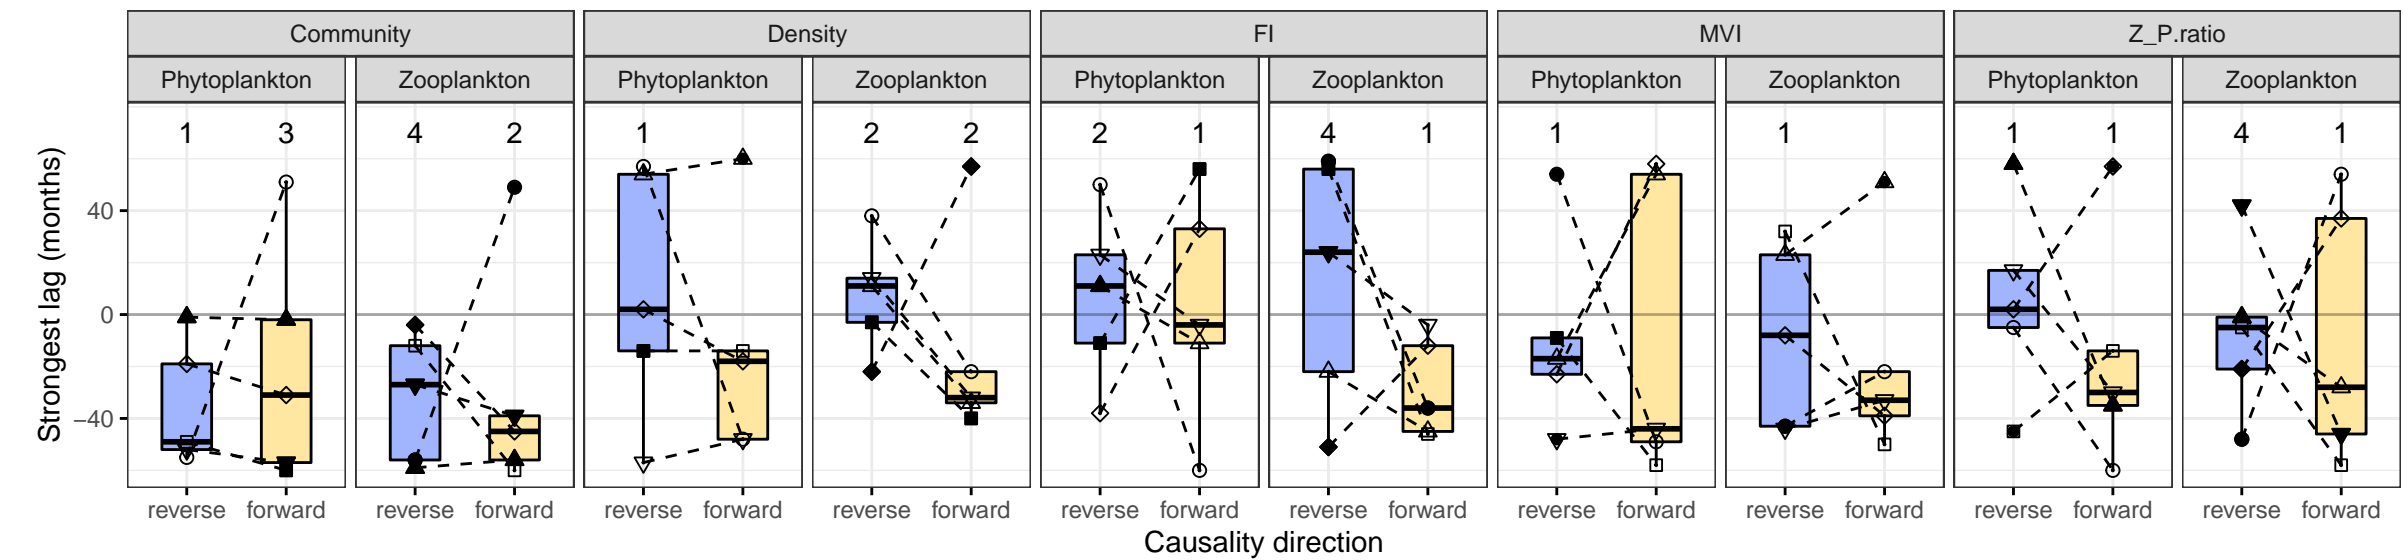 Community Density FI MVI Z_P.ratio
Phytoplankton Zooplankton Phytoplankton Zooplankton Phytoplankton Zooplankton Phytoplankton Zooplankton Phytoplankton Zooplankton
1 3 4 2 1 2 2 2 1 4 1 1 1 1 1 4 1
Strongest lag (months)
40
0
−40
reverse forward reverse forward reverse forward reverse forward reverse forward reverse forward reverse forward reverse forward reverse forward reverse forward
Causality direction